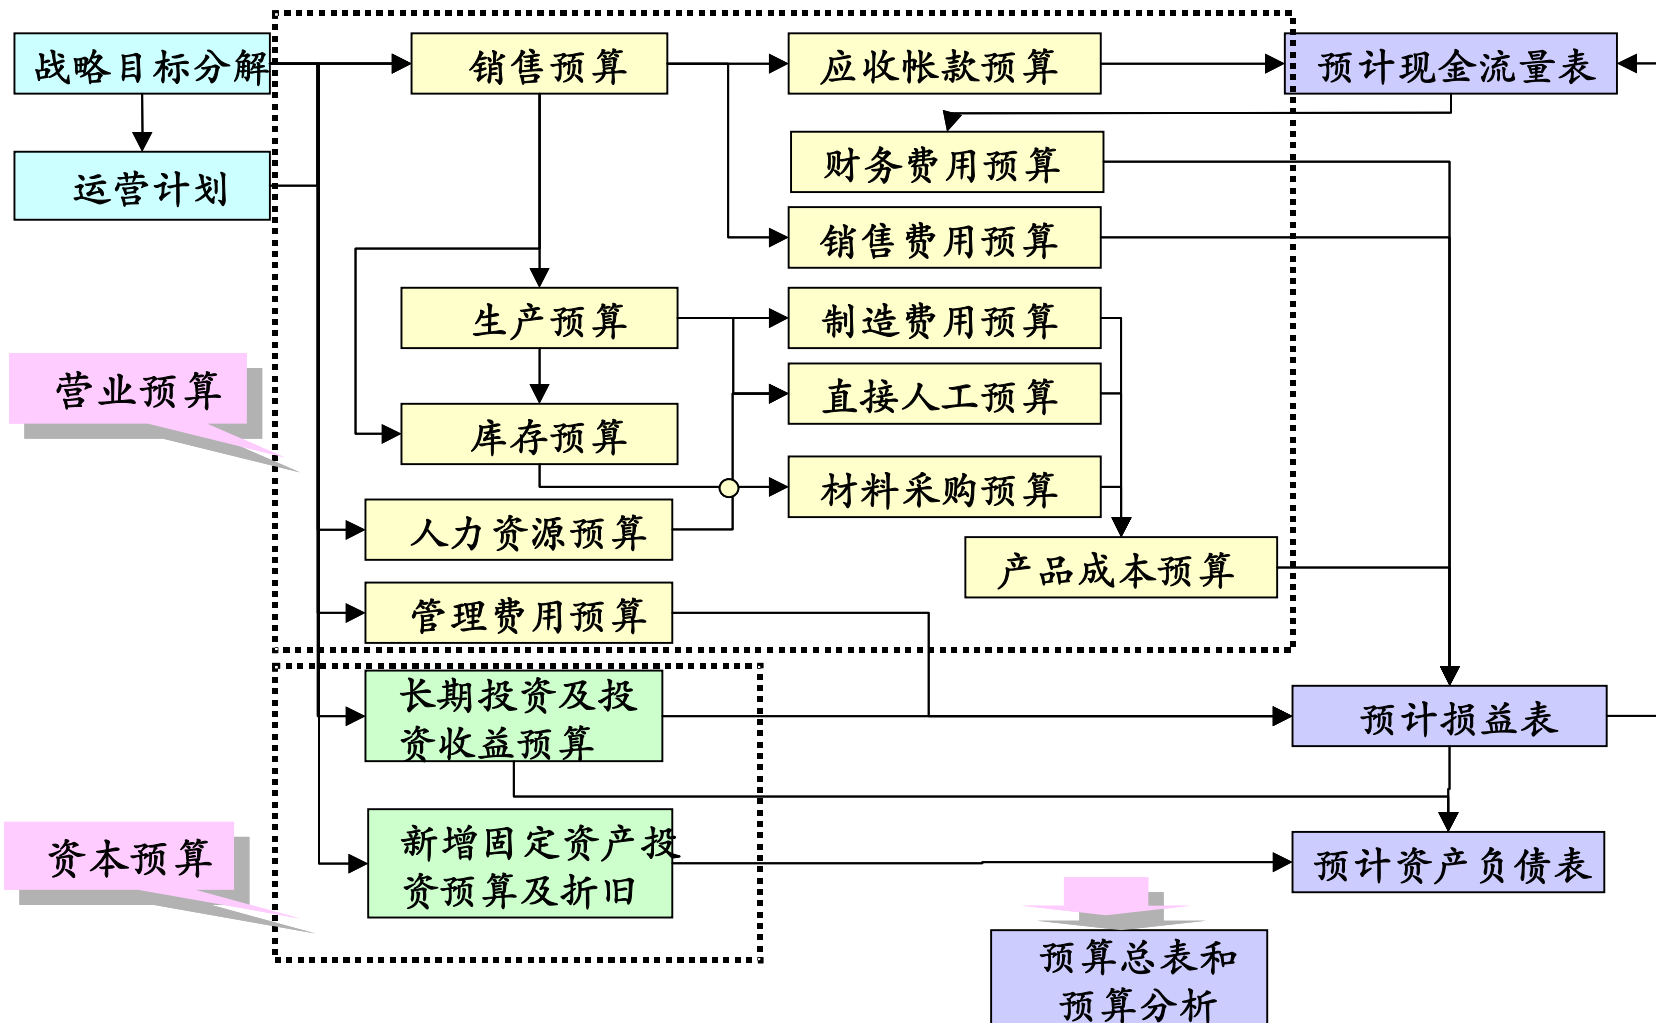 战略目标分解
销售预算
应收帐款预算
预计现金流量表
财务费用预算
运营计划
销售费用预算
生产预算
制造费用预算
营业预算
直接人工预算
库存预算
材料采购预算
人力资源预算
产品成本预算
管理费用预算
长期投资及投
资收益预算
预计损益表
资本预算
新增固定资产投
资预算及折旧
预计资产负债表
预算总表和
预算分析